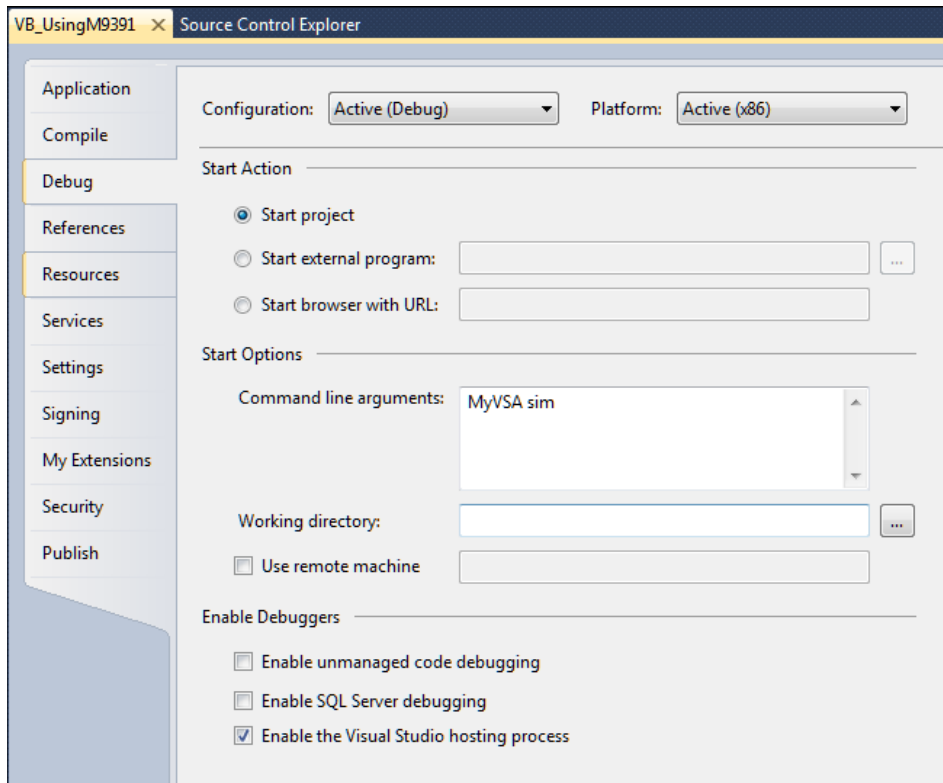 VB_UsingM9391 Source Control Explorer
Application
Compile
Debug
References
Resources
Services
Settings
Signing
My Extensions
Security
Publish
Configuration: Active (Debug) Platform: Active (x86)
Start Action
Start project
Start external program: ...
Start browser with URL:
Start Options
Command line arguments: MyVSA sim
Working directory: ...
Use remote machine
Enable Debuggers
Enable unmanaged code debugging
Enable SQL Server debugging
Enable the Visual Studio hosting process